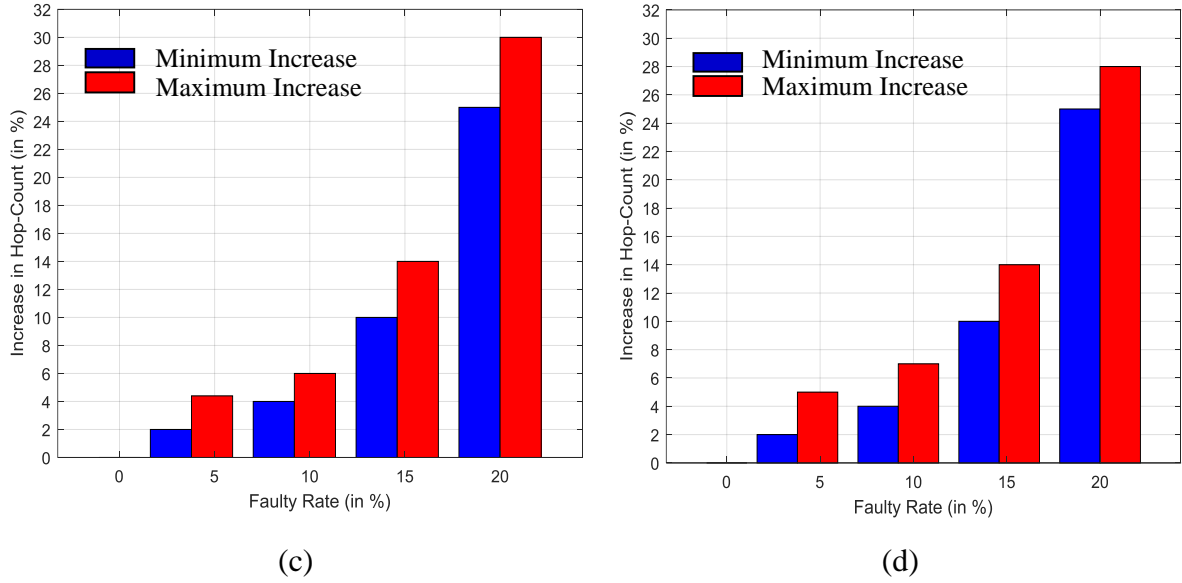 32
30
28
26
24
22
20
18
16
14
12
10
8
6
4
2
0
Increase in Hop-Count (in %)
Minimum Increase
Maximum Increase
0 5 10 15 20
Faulty Rate (in %)
(c)
32
30
28
26
24
22
20
18
16
14
12
10
8
6
4
2
0
Increase in Hop-Count (in %)
Minimum Increase
Maximum Increase
0 5 10 15 20
Faulty Rate (in %)
(d)